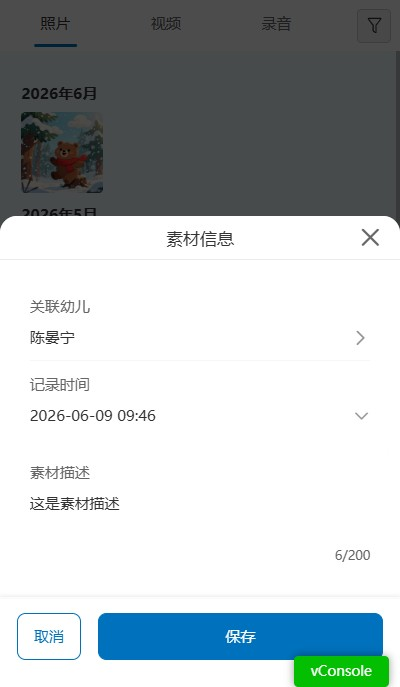 照片 视频 录音
2026年6月
2026年5月
素材信息
关联幼儿
陈晏宁
记录时间
2026-06-09 09:46
素材描述
这是素材描述
6/200
取消 保存
vConsole